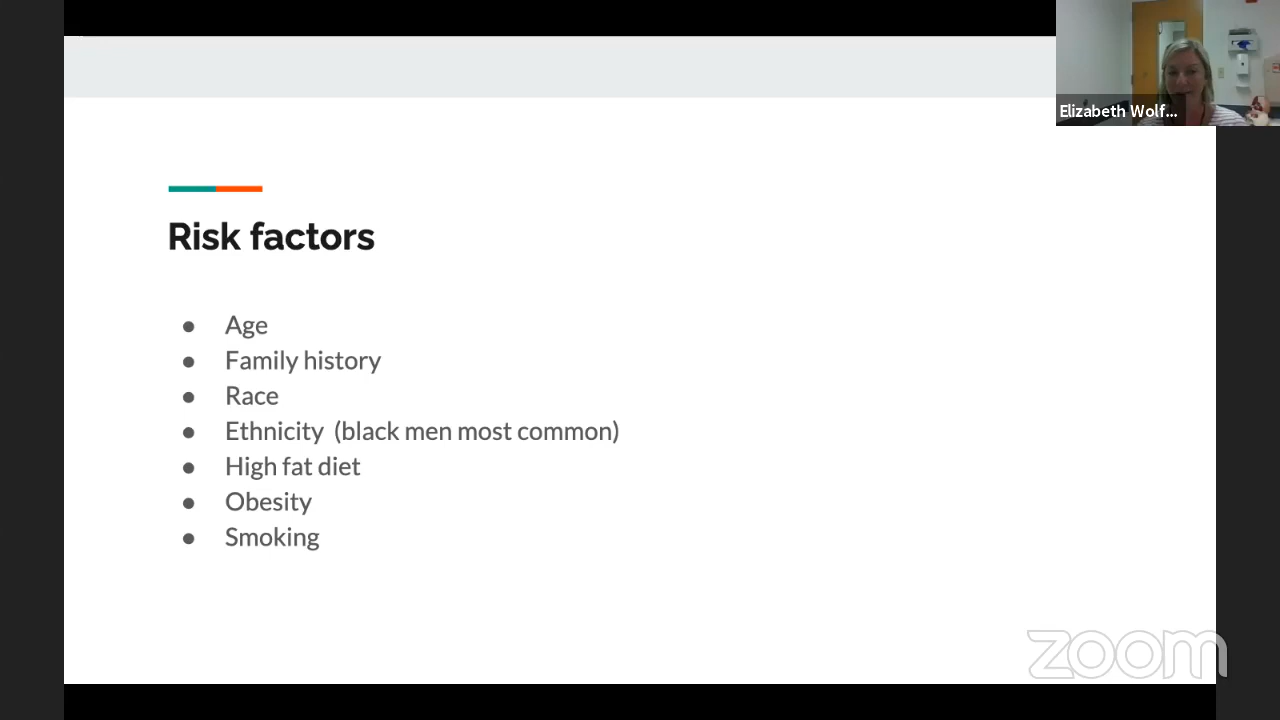 Elizabeth Wolf...
Risk factors
● Age
● Family history
● Race
● Ethnicity (black men most common)
● High fat diet
● Obesity
● Smoking
zoom